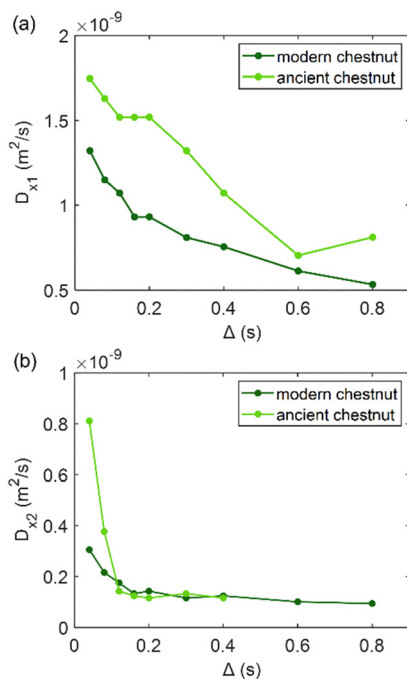 (a)
×10⁻⁹
2
1.5
1
0.5
D_x1 (m²/s)
modern chestnut
ancient chestnut
0 0.2 0.4 0.6 0.8
Δ (s)
(b)
×10⁻⁹
1
0.8
0.6
0.4
0.2
0
D_x2 (m²/s)
modern chestnut
ancient chestnut
0 0.2 0.4 0.6 0.8
Δ (s)